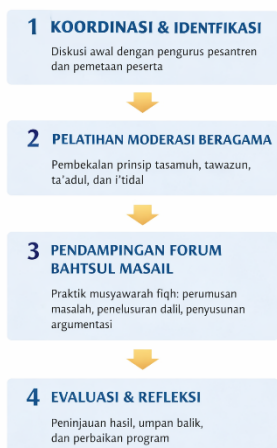 1 KOORDINASI & IDENTFIKASI
Diskusi awal dengan pengurus pesantren
dan pemetaan peserta
2 PELATIHAN MODERASI BERAGAMA
Pembekalan prinsip tasamuh, tawazun,
ta'adul, dan i'tidal
3 PENDAMPINGAN FORUM
BAHTSUL MASAIL
Praktik musyawarah fiqh: perumusan
masalah, penelusuran dalil, penyusunan
argumentasi
4 EVALUASI & REFLEKSI
Peninjauan hasil, umpan balik,
dan perbaikan program